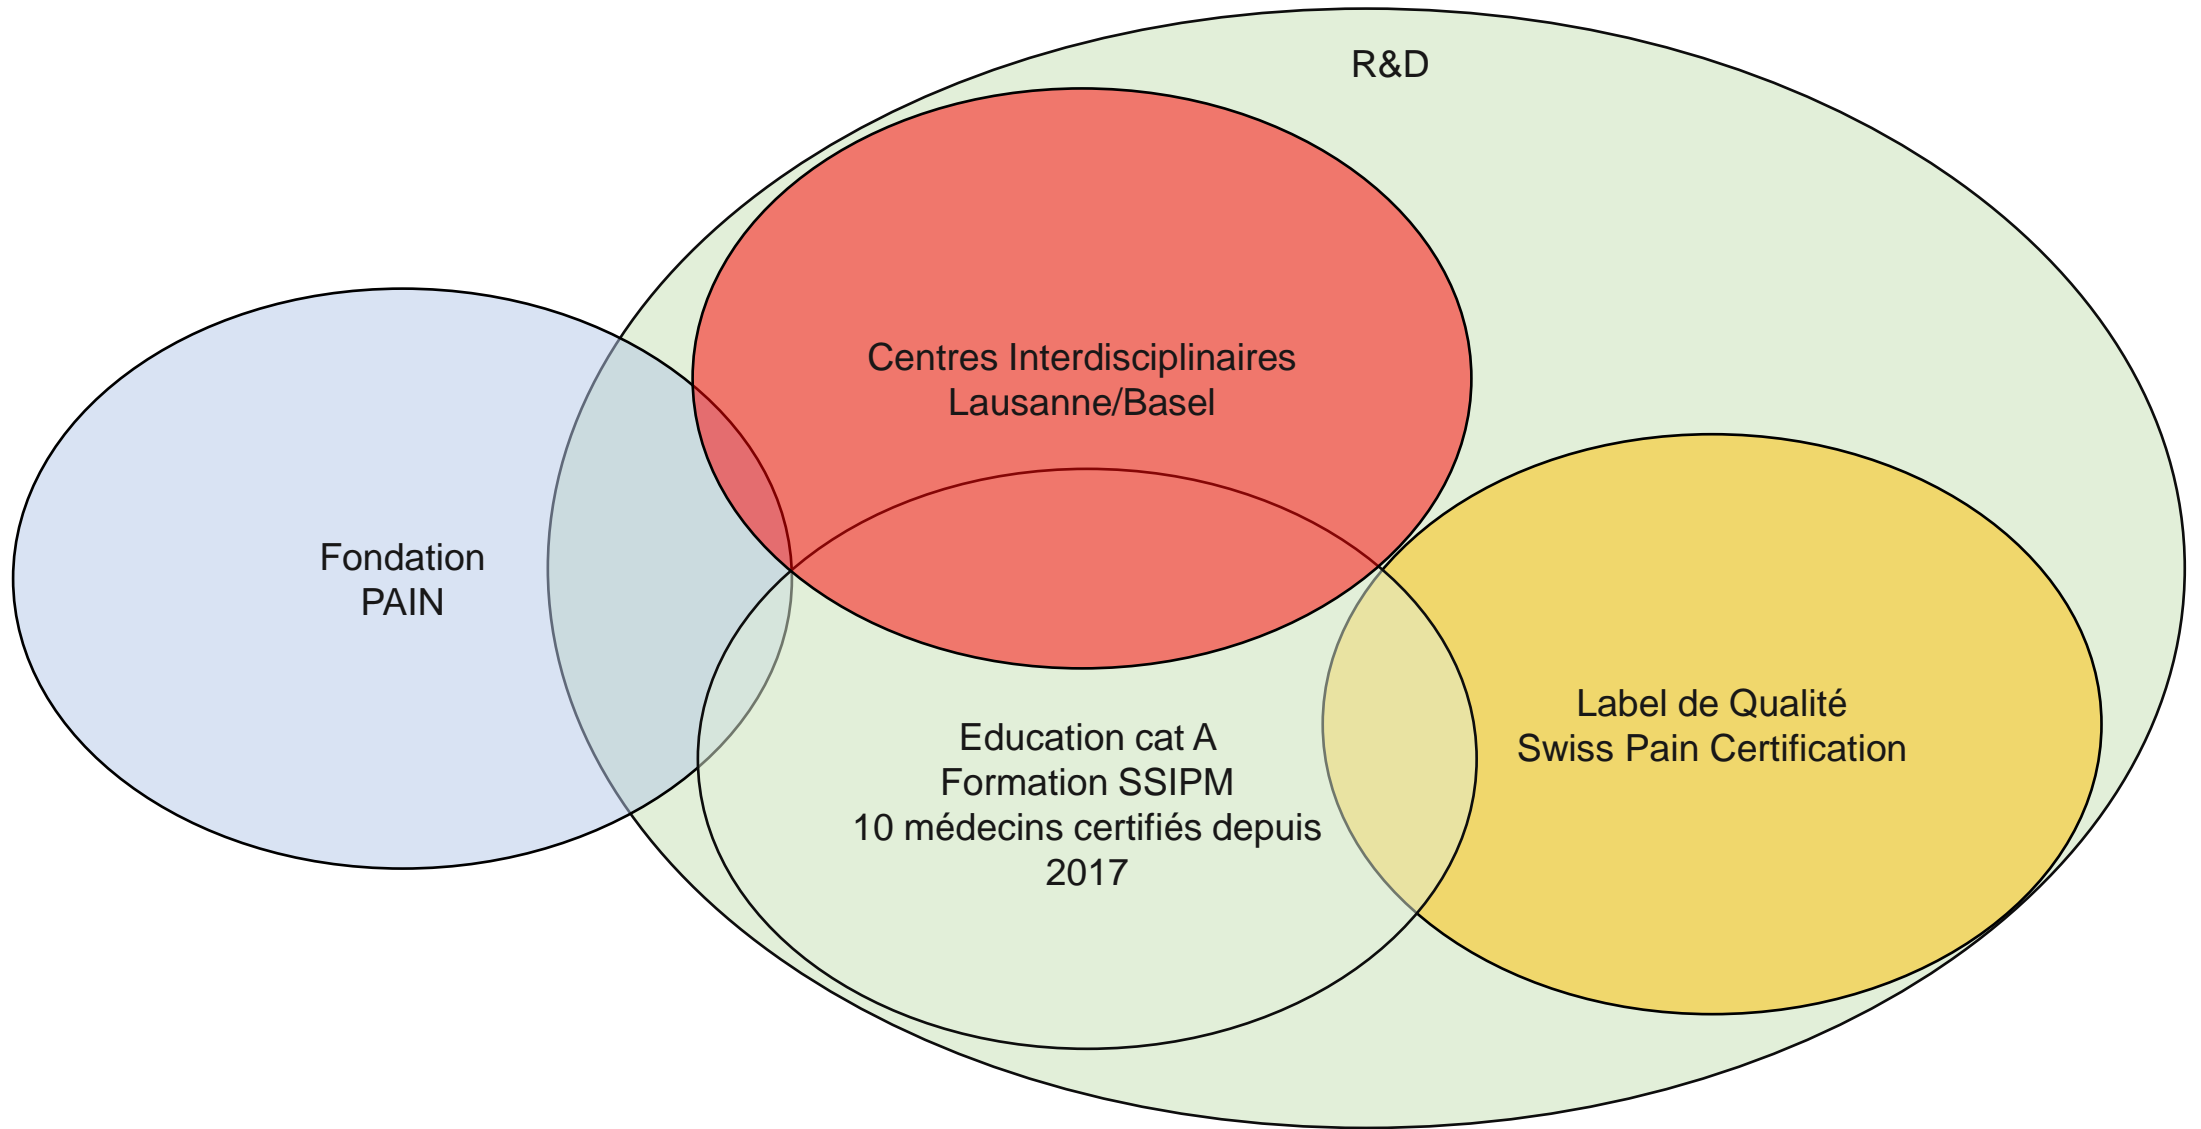 R&D
Centres Interdisciplinaires
Lausanne/Basel
Fondation
PAIN
Education cat A
Formation SSIPM
10 médecins certifiés depuis
2017
Label de Qualité
Swiss Pain Certification